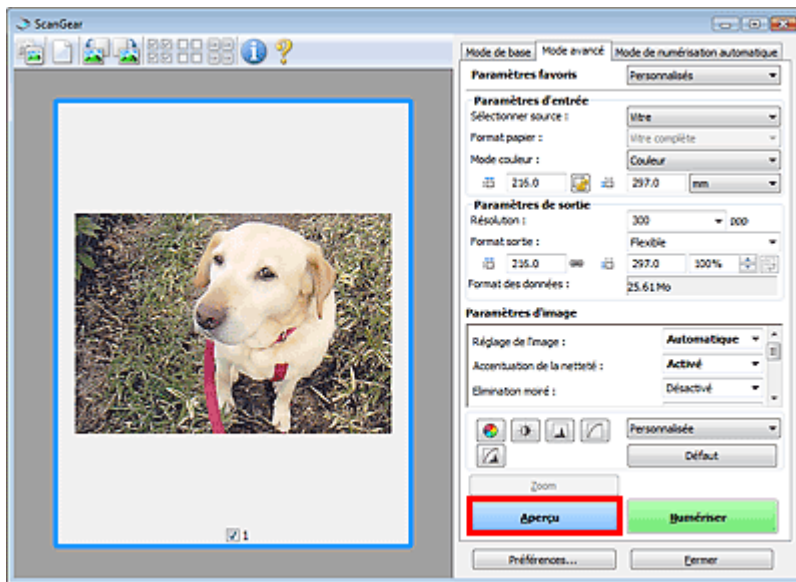 ScanGear
Mode de base Mode avancé Mode de numérisation automatique
Paramètres favoris Personnalisés
Paramètres d'entrée
Sélectionner source : Vitre
Format papier : Vitre complète
Mode couleur : Couleur
216.0 297.0 mm
Paramètres de sortie
Résolution : 300 ppp
Format sortie : Flexible
216.0 297.0 100%
Format des données : 25.61 Mo
Paramètres d'image
Réglage de l'image : Automatique
Accentuation de la netteté : Activé
Elimination moiré : Désactivé
Personnalisée
Défaut
Zoom
Aperçu Numériser
Préférences... Fermer
1